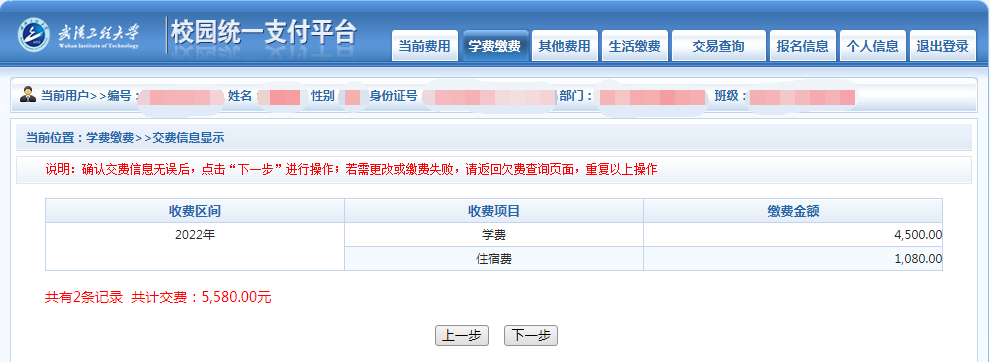 武汉工程大学 校园统一支付平台
Wuhan Institute of Technology
当前费用 学费缴费 其他费用 生活缴费 交易查询 报名信息 个人信息 退出登录
当前用户>>编号： 姓名 性别 身份证号 部门： 班级：
当前位置：学费缴费>>交费信息显示
说明：确认交费信息无误后，点击“下一步”进行操作；若需更改或缴费失败，请返回欠费查询页面，重复以上操作
收费区间 收费项目 缴费金额
2022年 学费 4,500.00
住宿费 1,080.00
共有2条记录 共计交费：5,580.00元
上一步 下一步